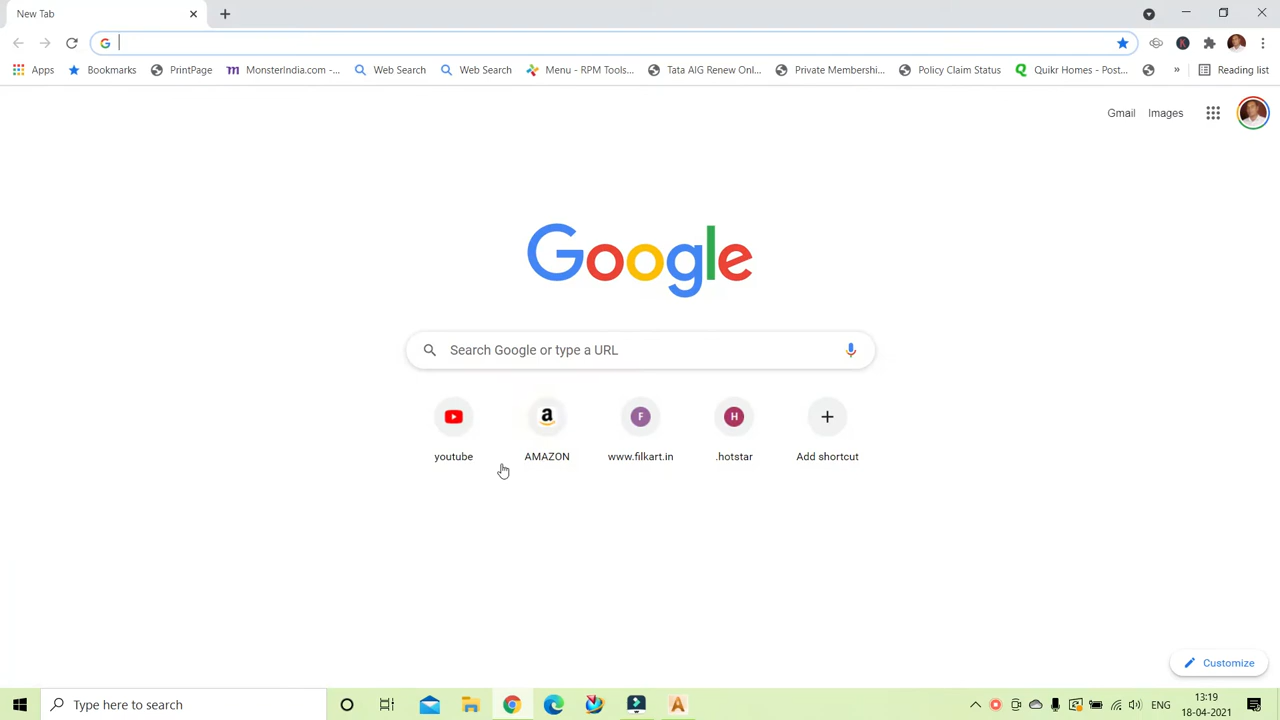 New Tab
Apps Bookmarks PrintPage MonsterIndia.com -... Web Search Web Search Menu - RPM Tools... Tata AIG Renew Onl... Private Membershi... Policy Claim Status Quikr Homes - Post... » Reading list
Gmail Images
Google
Search Google or type a URL
a
F
H
youtube AMAZON www.filkart.in .hotstar Add shortcut
Customize
Type here to search
ENG
13:19
18-04-2021